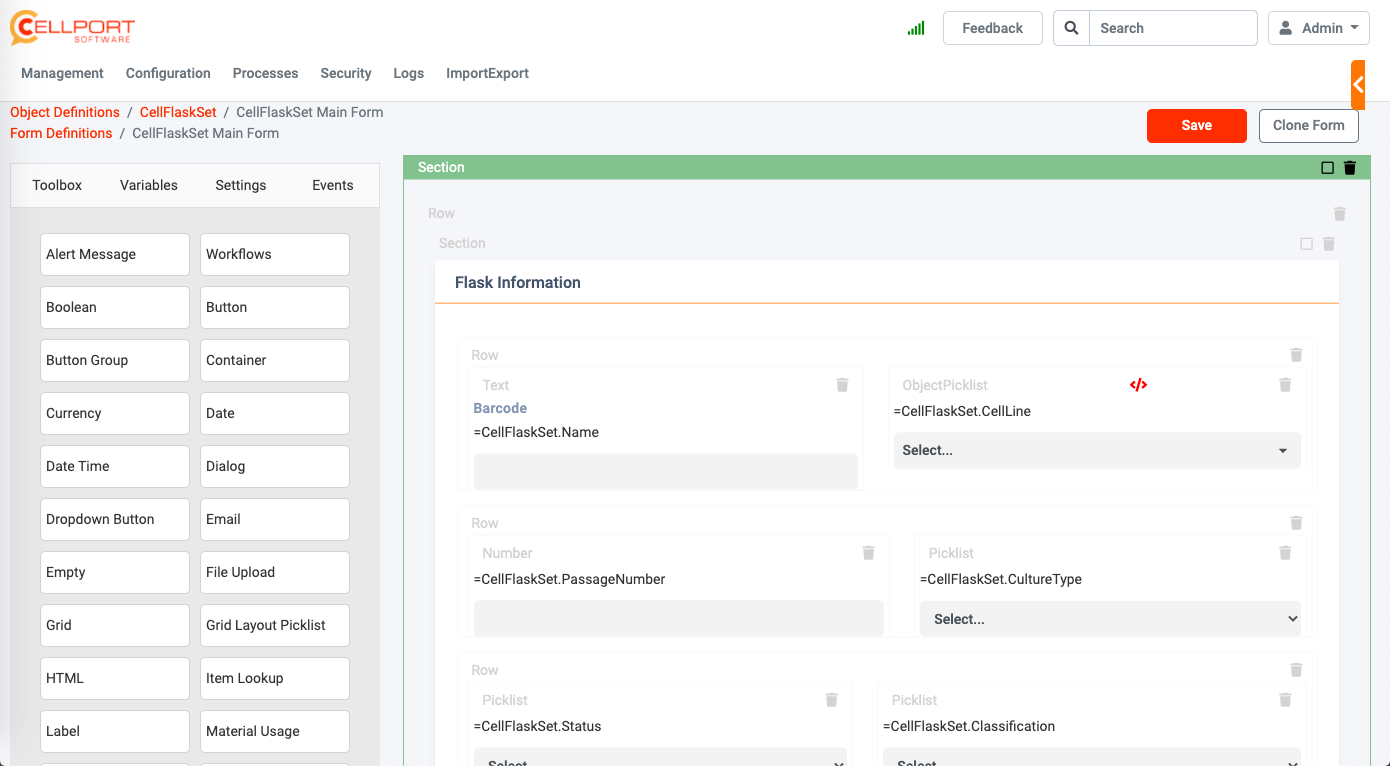 CELLPORT
SOFTWARE
Feedback
Search
Admin
Management Configuration Processes Security Logs ImportExport
Object Definitions / CellFlaskSet / CellFlaskSet Main Form
Form Definitions / CellFlaskSet Main Form
Save
Clone Form
Toolbox Variables Settings Events
Alert Message Workflows
Boolean Button
Button Group Container
Currency Date
Date Time Dialog
Dropdown Button Email
Empty File Upload
Grid Grid Layout Picklist
HTML Item Lookup
Label Material Usage
Section
Row
Section
Flask Information
Row
Text
Barcode
=CellFlaskSet.Name
ObjectPicklist </>
=CellFlaskSet.CellLine
Select...
Row
Number
=CellFlaskSet.PassageNumber
Picklist
=CellFlaskSet.CultureType
Select...
Row
Picklist
=CellFlaskSet.Status
Select...
Picklist
=CellFlaskSet.Classification
Select...